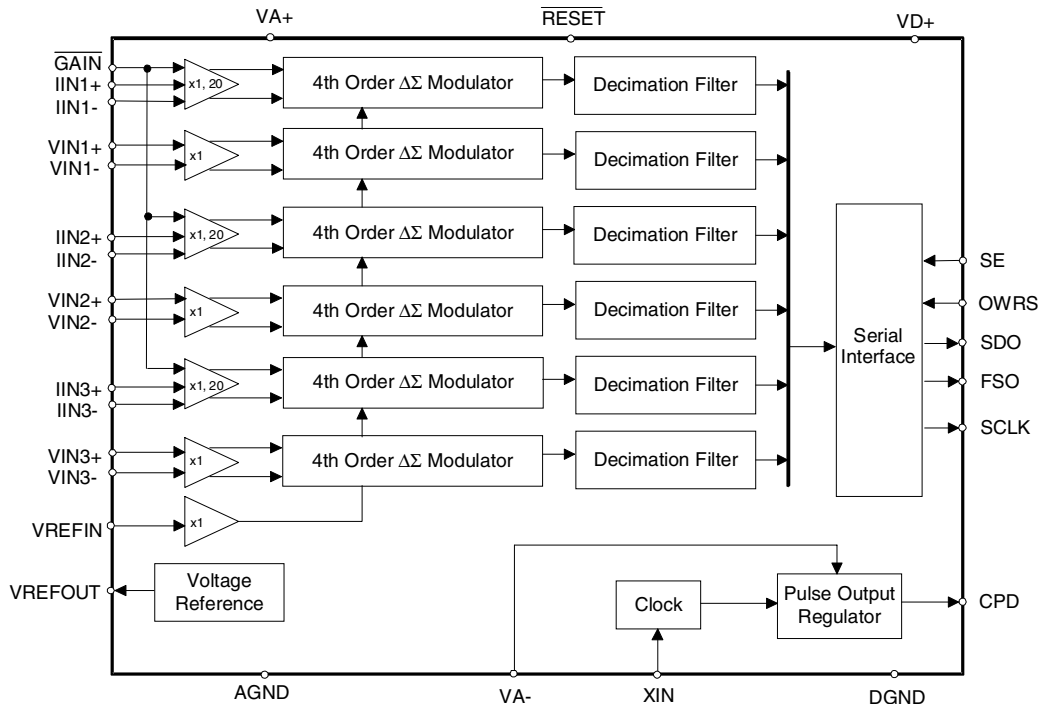 VA+
RESET
VD+
GAIN
IIN1+
IIN1-
x1, 20
4th Order ΔΣ Modulator
Decimation Filter
VIN1+
VIN1-
x1
4th Order ΔΣ Modulator
Decimation Filter
IIN2+
IIN2-
x1, 20
4th Order ΔΣ Modulator
Decimation Filter
VIN2+
VIN2-
x1
4th Order ΔΣ Modulator
Decimation Filter
IIN3+
IIN3-
x1, 20
4th Order ΔΣ Modulator
Decimation Filter
VIN3+
VIN3-
x1
4th Order ΔΣ Modulator
Decimation Filter
Serial
Interface
SE
OWRS
SDO
FSO
SCLK
VREFIN
x1
VREFOUT
Voltage
Reference
Clock
Pulse Output
Regulator
CPD
AGND
VA-
XIN
DGND